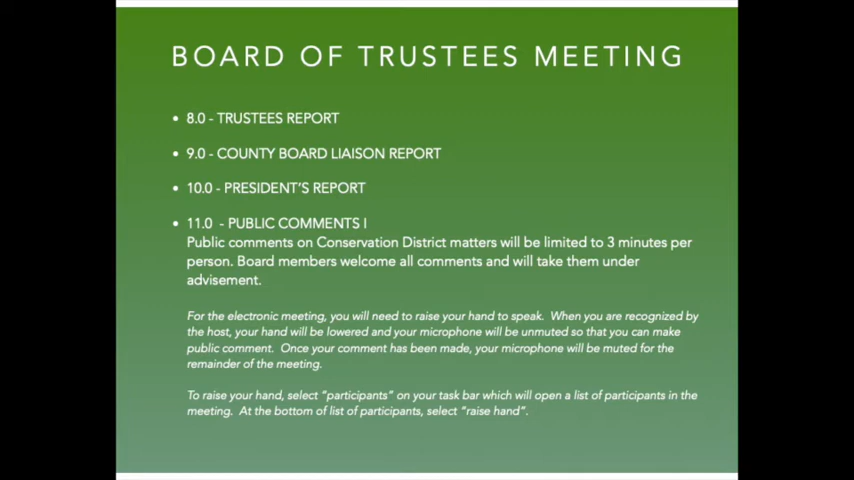 BOARD OF TRUSTEES MEETING
• 8.0 - TRUSTEES REPORT
• 9.0 - COUNTY BOARD LIAISON REPORT
• 10.0 - PRESIDENT'S REPORT
• 11.0 - PUBLIC COMMENTS I
Public comments on Conservation District matters will be limited to 3 minutes per
person. Board members welcome all comments and will take them under
advisement.
For the electronic meeting, you will need to raise your hand to speak. When you are recognized by
the host, your hand will be lowered and your microphone will be unmuted so that you can make
public comment. Once your comment has been made, your microphone will be muted for the
remainder of the meeting.
To raise your hand, select "participants" on your task bar which will open a list of participants in the
meeting. At the bottom of list of participants, select "raise hand".